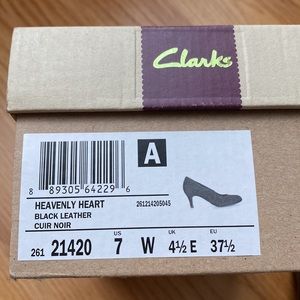 Clarks
A
8 89305 64229 6
HEAVENLY HEART
BLACK LEATHER
CUIR NOIR
261214205045
US
UK
EU
261 21420 7 W 4½ E 37½